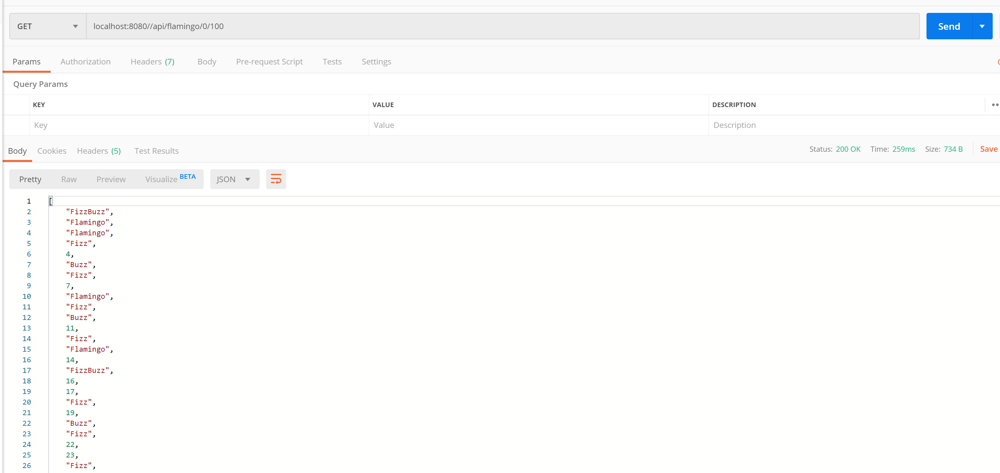 GET localhost:8080//api/flamingo/0/100 Send
Params Authorization Headers (7) Body Pre-request Script Tests Settings
Query Params
KEY VALUE DESCRIPTION
Key Value Description
Body Cookies Headers (5) Test Results Status: 200 OK Time: 259ms Size: 734 B Save
Pretty Raw Preview Visualize BETA JSON
1 [
2 "FizzBuzz",
3 "Flamingo",
4 "Flamingo",
5 "Fizz",
6 4,
7 "Buzz",
8 "Fizz",
9 7,
10 "Flamingo",
11 "Fizz",
12 "Buzz",
13 11,
14 "Fizz",
15 "Flamingo",
16 14,
17 "FizzBuzz",
18 16,
19 17,
20 "Fizz",
21 19,
22 "Buzz",
23 "Fizz",
24 22,
25 23,
26 "Fizz",